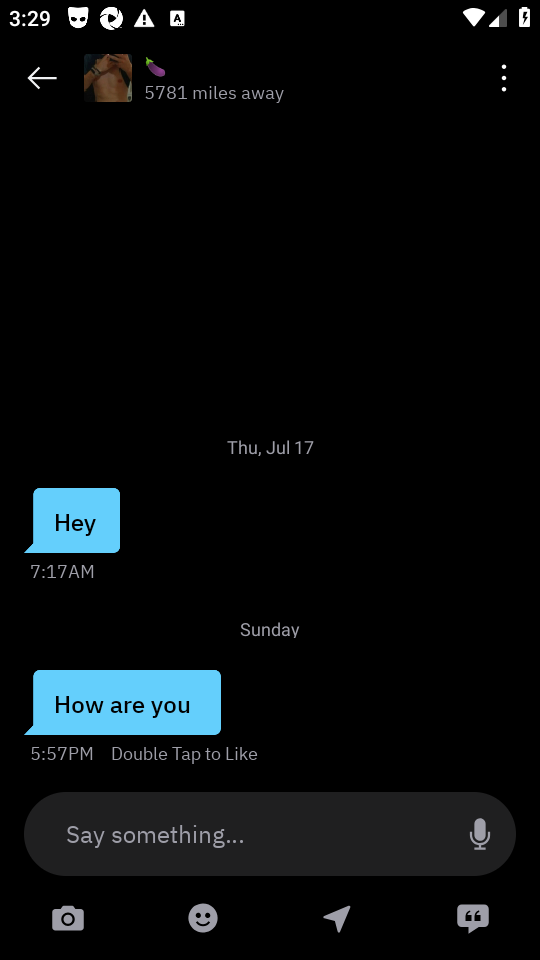 3:29
5781 miles away
Thu, Jul 17
Hey
7:17AM
Sunday
How are you
5:57PM Double Tap to Like
Say something...